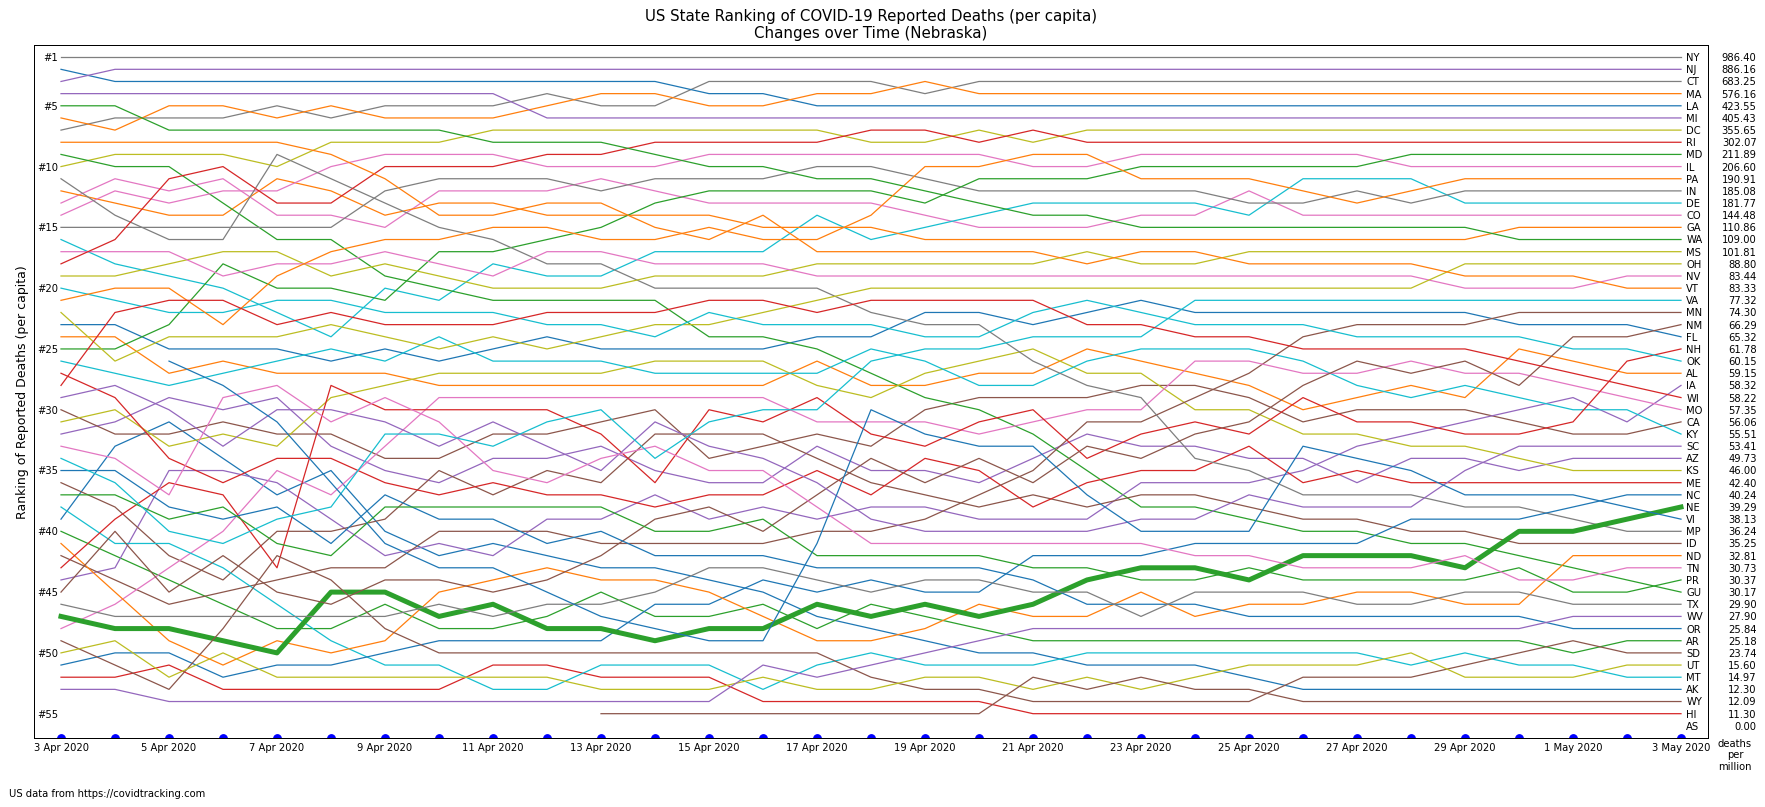 US State Ranking of COVID-19 Reported Deaths (per capita)
Changes over Time (Nebraska)
Ranking of Reported Deaths (per capita)
#1
#5
#10
#15
#20
#25
#30
#35
#40
#45
#50
#55
NY 986.40
NJ 886.16
CT 683.25
MA 576.16
LA 423.55
MI 405.43
DC 355.65
RI 302.07
MD 211.89
IL 206.60
PA 190.91
IN 185.08
DE 181.77
CO 144.48
GA 110.86
WA 109.00
MS 101.81
OH 88.80
NV 83.44
VT 83.33
VA 77.32
MN 74.30
NM 66.29
FL 65.32
NH 61.78
OK 60.15
AL 59.15
IA 58.32
WI 58.22
MO 57.35
CA 56.06
KY 55.51
SC 53.41
AZ 49.73
KS 46.00
ME 42.40
NC 40.24
NE 39.29
VI 38.13
MP 36.24
ID 35.25
ND 32.81
TN 30.73
PR 30.37
GU 30.17
TX 29.90
WV 27.90
OR 25.84
AR 25.18
SD 23.74
UT 15.60
MT 14.97
AK 12.30
WY 12.09
HI 11.30
AS 0.00
3 Apr 2020 5 Apr 2020 7 Apr 2020 9 Apr 2020 11 Apr 2020 13 Apr 2020 15 Apr 2020 17 Apr 2020 19 Apr 2020 21 Apr 2020 23 Apr 2020 25 Apr 2020 27 Apr 2020 29 Apr 2020 1 May 2020 3 May 2020
deaths
per
million
US data from https://covidtracking.com